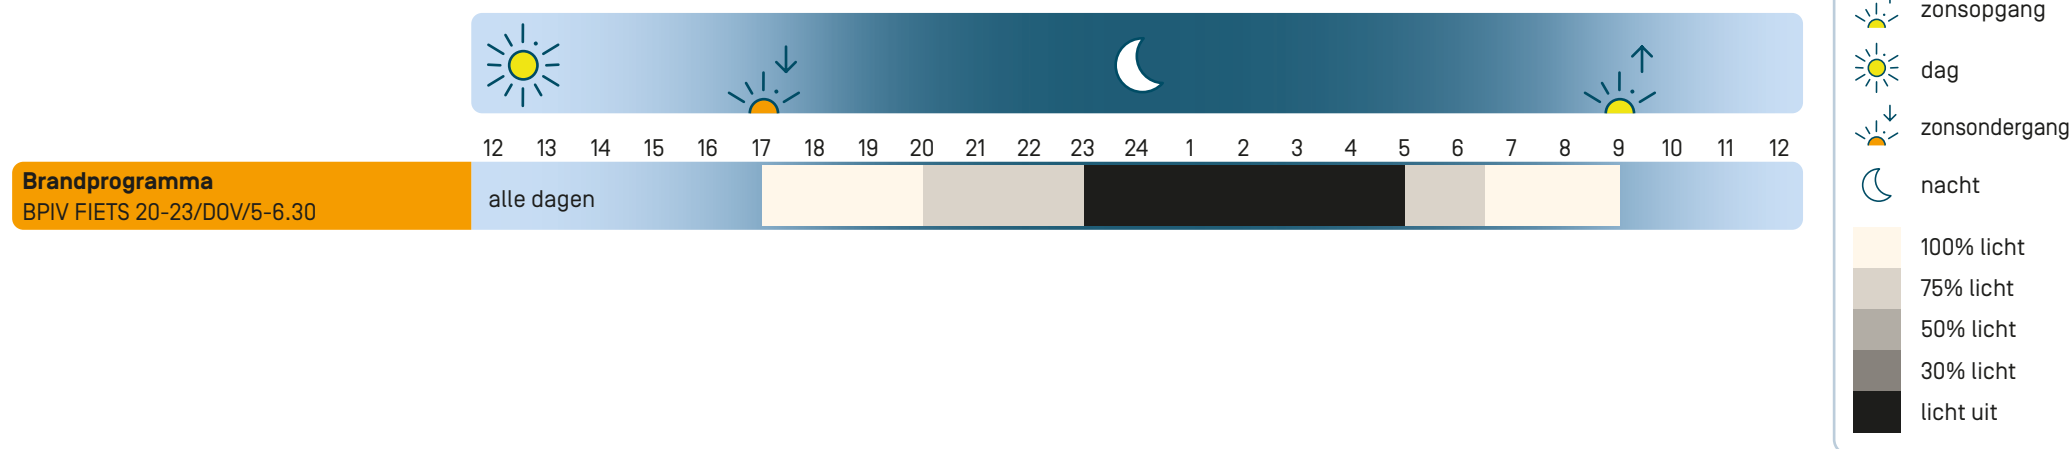 12 13 14 15 16 17 18 19 20 21 22 23 24 1 2 3 4 5 6 7 8 9 10 11 12
Brandprogramma
BPIV FIETS 20-23/DOV/5-6.30
alle dagen
zonsopgang
dag
zonsondergang
nacht
100% licht
75% licht
50% licht
30% licht
licht uit